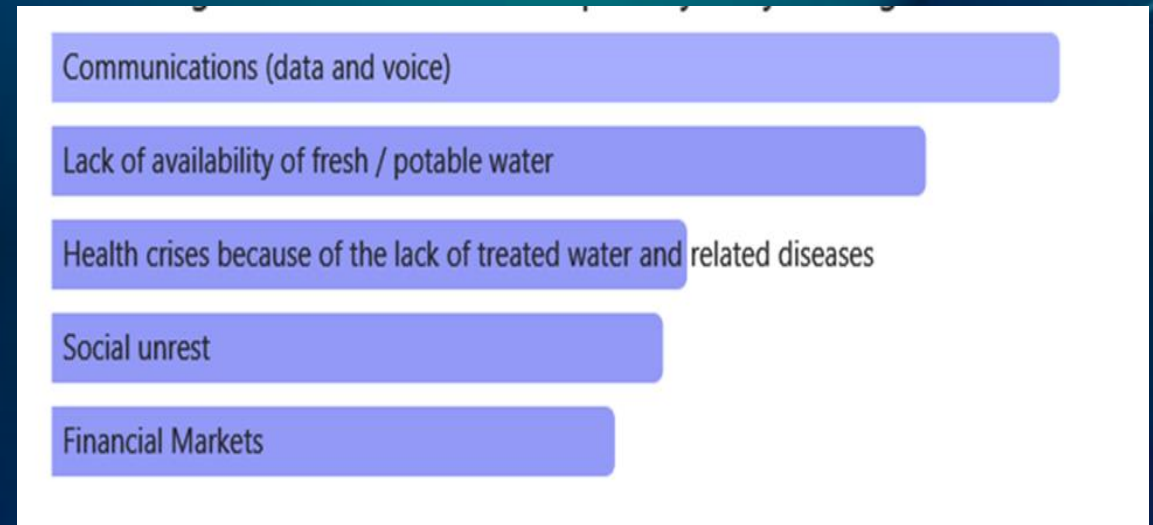 Communications (data and voice)
Lack of availability of fresh / potable water
Health crises because of the lack of treated water and related diseases
Social unrest
Financial Markets